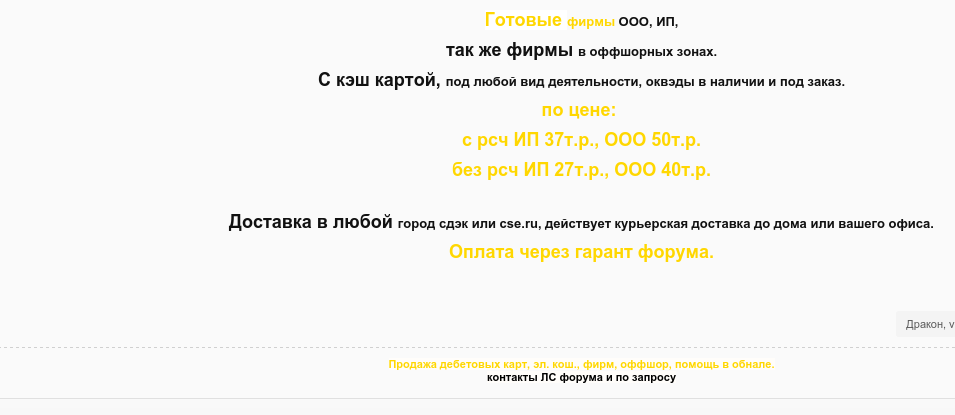 Готовые фирмы ООО, ИП,
так же фирмы в оффшорных зонах.
С кэш картой, под любой вид деятельности, оквэды в наличии и под заказ.
по цене:
с рсч ИП 37т.р., ООО 50т.р.
без рсч ИП 27т.р., ООО 40т.р.
Доставка в любой город сдэк или cse.ru, действует курьерская доставка до дома или вашего офиса.
Оплата через гарант форума.
Дракон, v
Продажа дебетовых карт, эл. кош., фирм, оффшор, помощь в обнале.
контакты ЛС форума и по запросу